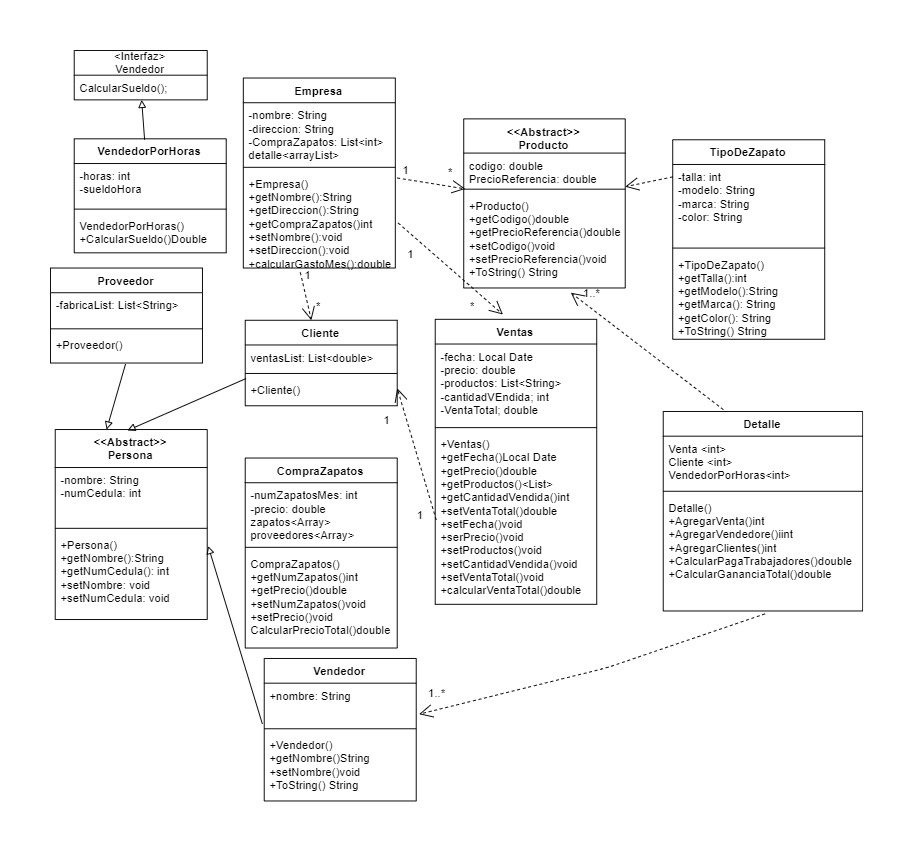 <Interfaz>
Vendedor
CalcularSueldo();
VendedorPorHoras
-horas: int
-sueldoHora
VendedorPorHoras()
+CalcularSueldo()Double
Empresa
-nombre: String
-direccion: String
-CompraZapatos: List<int>
detalle<arrayList>
+Empresa()
+getNombre():String
+getDireccion():String
+getCompraZapatos()int
+setNombre():void
+setDireccion():void
+calcularGastoMes():double
1
*
1
*
1
*
<<Abstract>>
Producto
codigo: double
PrecioReferencia: double
+Producto()
+getCodigo()double
+getPrecioReferencia()double
+setCodigo()void
+setPrecioReferencia()void
+ToString() String
1..*
TipoDeZapato
-talla: int
-modelo: String
-marca: String
-color: String
+TipoDeZapato()
+getTalla():int
+getModelo():String
+getMarca(): String
+getColor(): String
+ToString() String
Proveedor
-fabricaList: List<String>
+Proveedor()
Cliente
ventasList: List<double>
+Cliente()
1
1
Ventas
-fecha: Local Date
-precio: double
-productos: List<String>
-cantidadVEndida; int
-VentaTotal; double
+Ventas()
+getFecha()Local Date
+getPrecio()double
+getProductos()<List>
+getCantidadVendida()int
+setVentaTotal()double
+setFecha()void
+serPrecio()void
+setProductos()void
+setCantidadVendida()void
+setVentaTotal()void
+calcularVentaTotal()double
<<Abstract>>
Persona
-nombre: String
-numCedula: int
+Persona()
+getNombre():String
+getNumCedula(): int
+setNombre: void
+setNumCedula: void
CompraZapatos
-numZapatosMes: int
-precio: double
zapatos<Array>
proveedores<Array>
CompraZapatos()
+getNumZapatos()int
+getPrecio()double
+setNumZapatos()void
+setPrecio()void
CalcularPrecioTotal()double
Detalle
Venta <int>
Cliente <int>
VendedorPorHoras<int>
Detalle()
+AgregarVenta()int
+AgregarVendedore()iint
+AgregarClientes()int
+CalcularPagaTrabajadores()double
+CalcularGananciaTotal()double
Vendedor
+nombre: String
+Vendedor()
+getNombre()String
+setNombre()void
+ToString() String
1..*